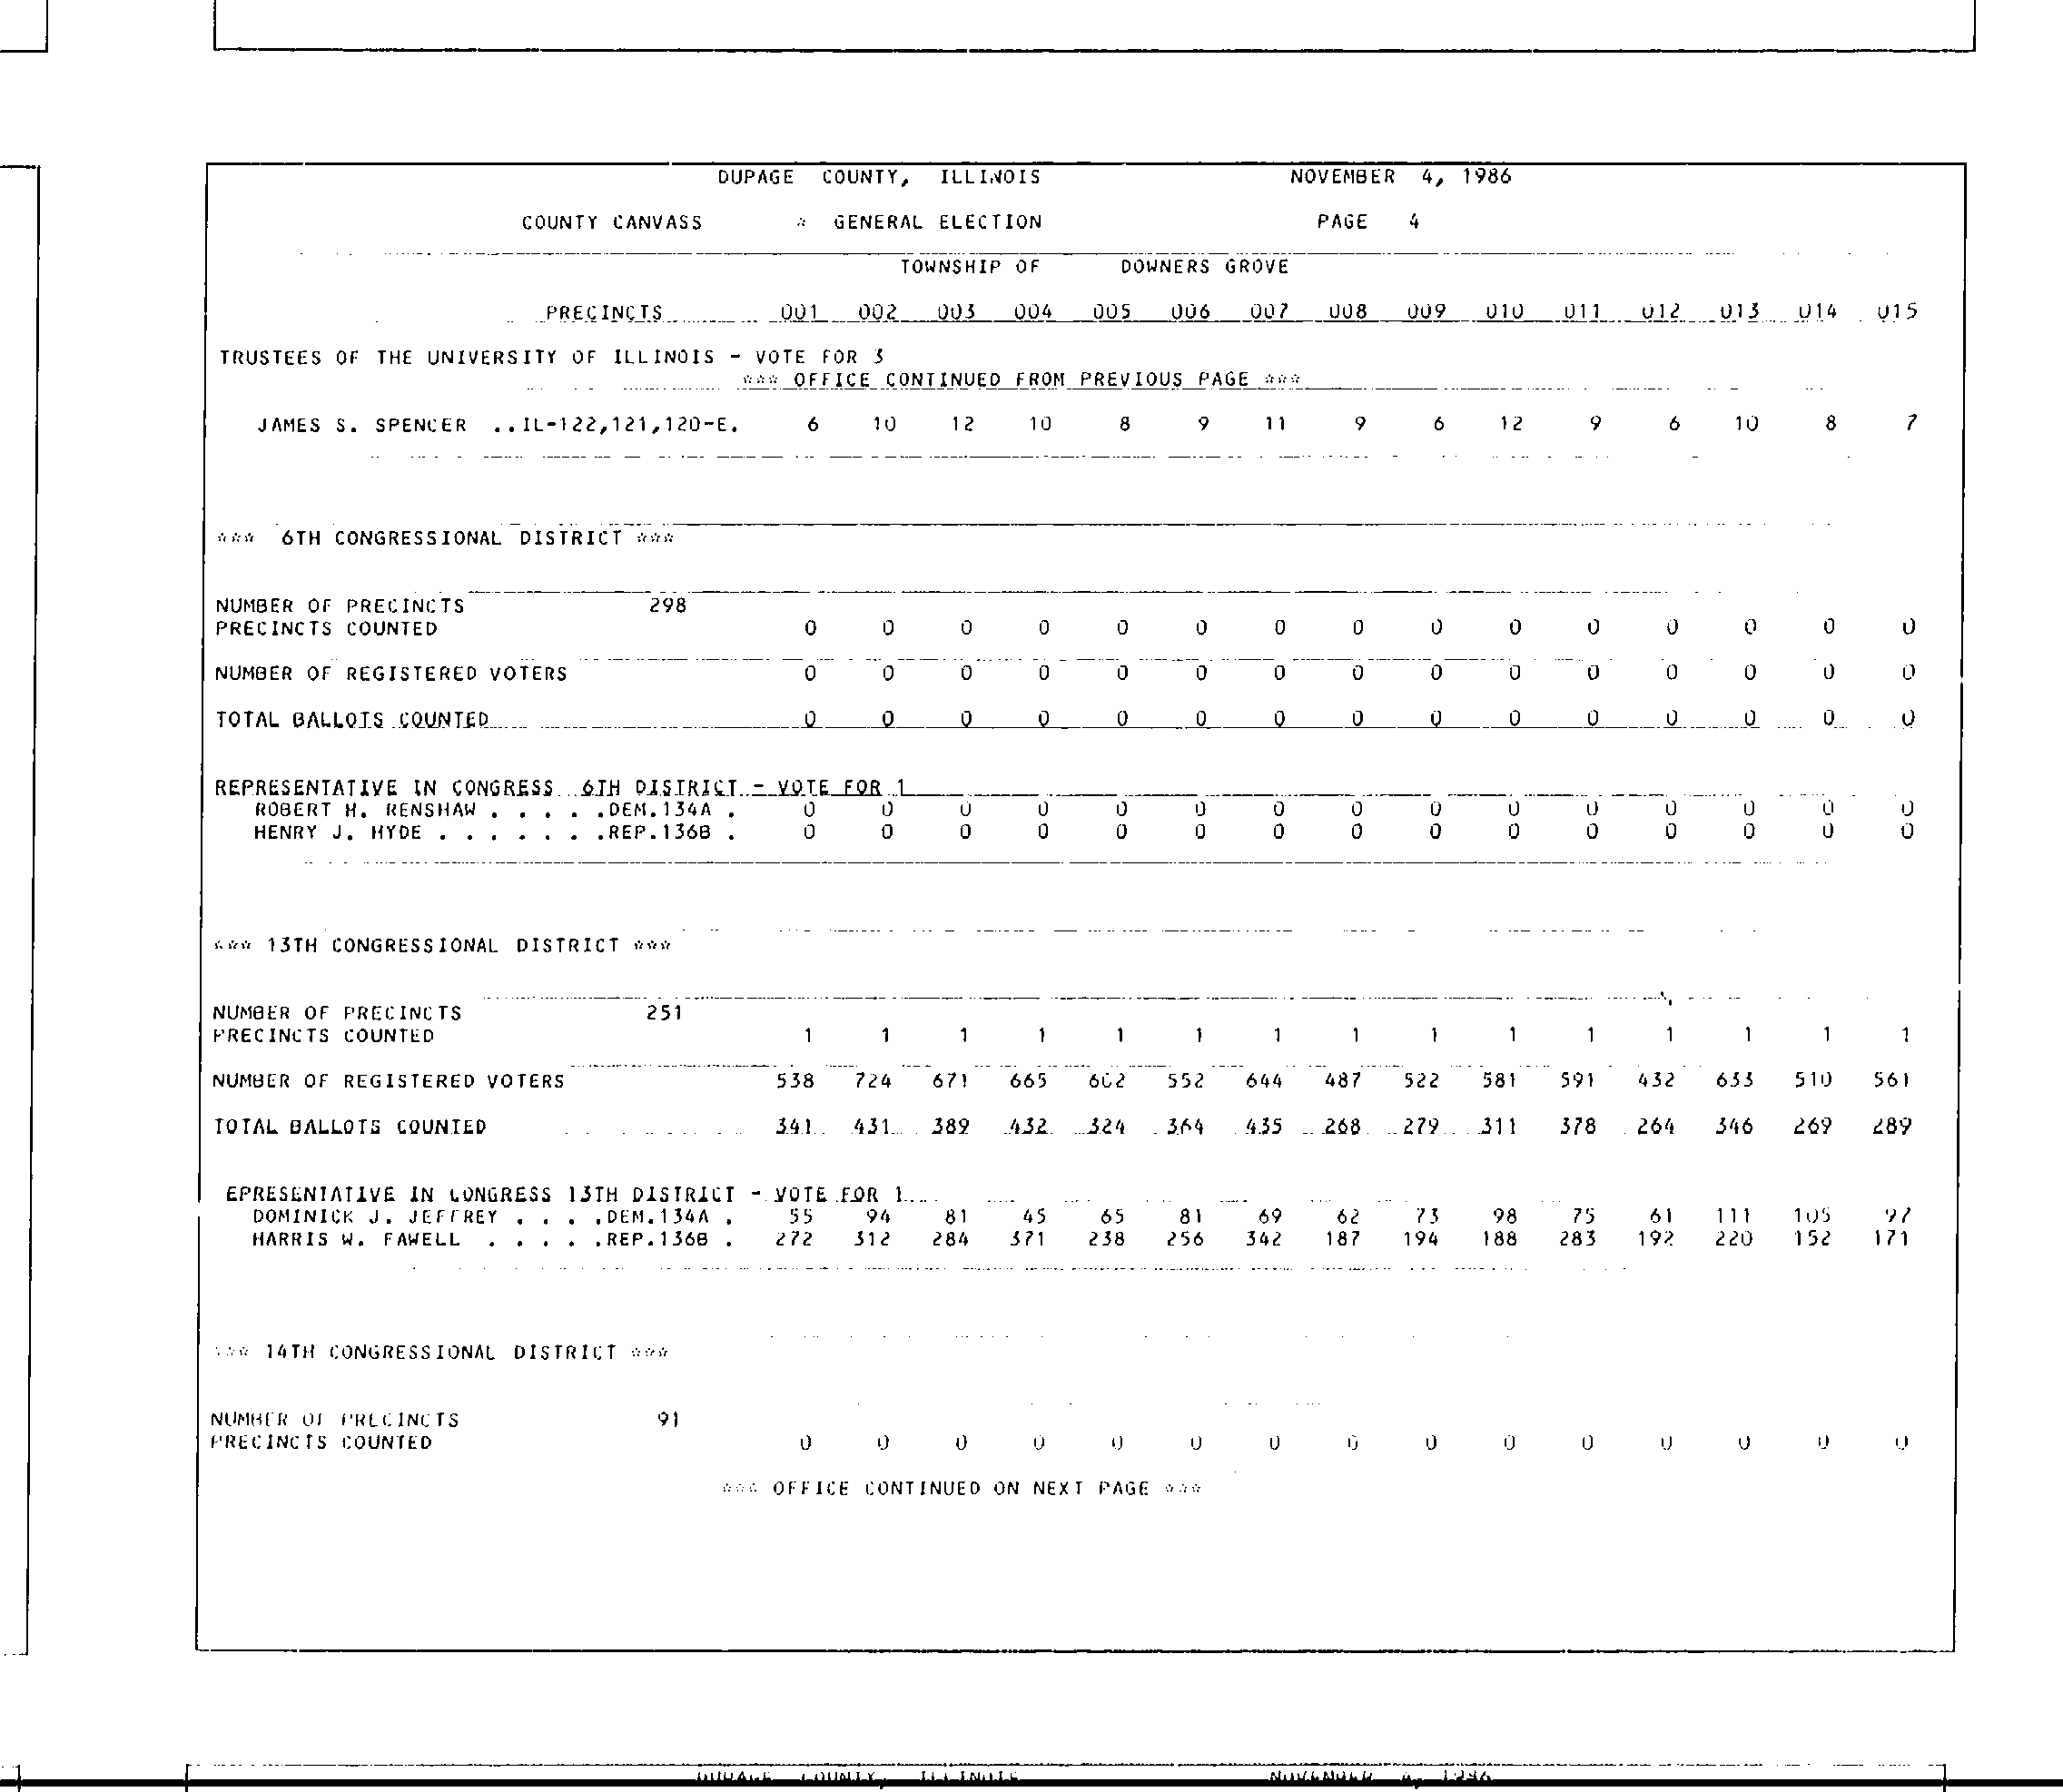 DUPAGE COUNTY, ILLINOIS NOVEMBER 4, 1986
COUNTY CANVASS * GENERAL ELECTION PAGE 4
TOWNSHIP OF DOWNERS GROVE
PRECINCTS 001 002 003 004 005 006 007 008 009 010 011 012 013 014 015
TRUSTEES OF THE UNIVERSITY OF ILLINOIS - VOTE FOR 3
*** OFFICE CONTINUED FROM PREVIOUS PAGE ***
JAMES S. SPENCER ..IL-122,121,120-E. 6 10 12 10 8 9 11 9 6 12 9 6 10 8 7
*** 6TH CONGRESSIONAL DISTRICT ***
NUMBER OF PRECINCTS 298
PRECINCTS COUNTED 0 0 0 0 0 0 0 0 0 0 0 0 0 0 0
NUMBER OF REGISTERED VOTERS 0 0 0 0 0 0 0 0 0 0 0 0 0 0 0
TOTAL BALLOTS COUNTED 0 0 0 0 0 0 0 0 0 0 0 0 0 0 0
REPRESENTATIVE IN CONGRESS 6TH DISTRICT - VOTE FOR 1
ROBERT H. RENSHAW . . . . .DEM.134A . 0 0 0 0 0 0 0 0 0 0 0 0 0 0 0
HENRY J. HYDE . . . . . . .REP.136B . 0 0 0 0 0 0 0 0 0 0 0 0 0 0 0
*** 13TH CONGRESSIONAL DISTRICT ***
NUMBER OF PRECINCTS 251
PRECINCTS COUNTED 1 1 1 1 1 1 1 1 1 1 1 1 1 1 1
NUMBER OF REGISTERED VOTERS 538 724 671 665 602 552 644 487 522 581 591 432 633 510 561
TOTAL BALLOTS COUNTED 341 431 389 432 324 364 435 268 279 311 378 264 346 269 289
EPRESENTATIVE IN CONGRESS 13TH DISTRICT - VOTE FOR 1
DOMINICK J. JEFFREY . . . .DEM.134A . 55 94 81 45 65 81 69 62 73 98 75 61 111 105 97
HARRIS W. FAWELL . . . . .REP.136B . 272 312 284 371 238 256 342 187 194 188 283 192 220 152 171
*** 14TH CONGRESSIONAL DISTRICT ***
NUMBER OF PRECINCTS 91
PRECINCTS COUNTED 0 0 0 0 0 0 0 0 0 0 0 0 0 0 0
*** OFFICE CONTINUED ON NEXT PAGE ***
DUPAGE COUNTY, ILLINOIS NOVEMBER 4, 1986